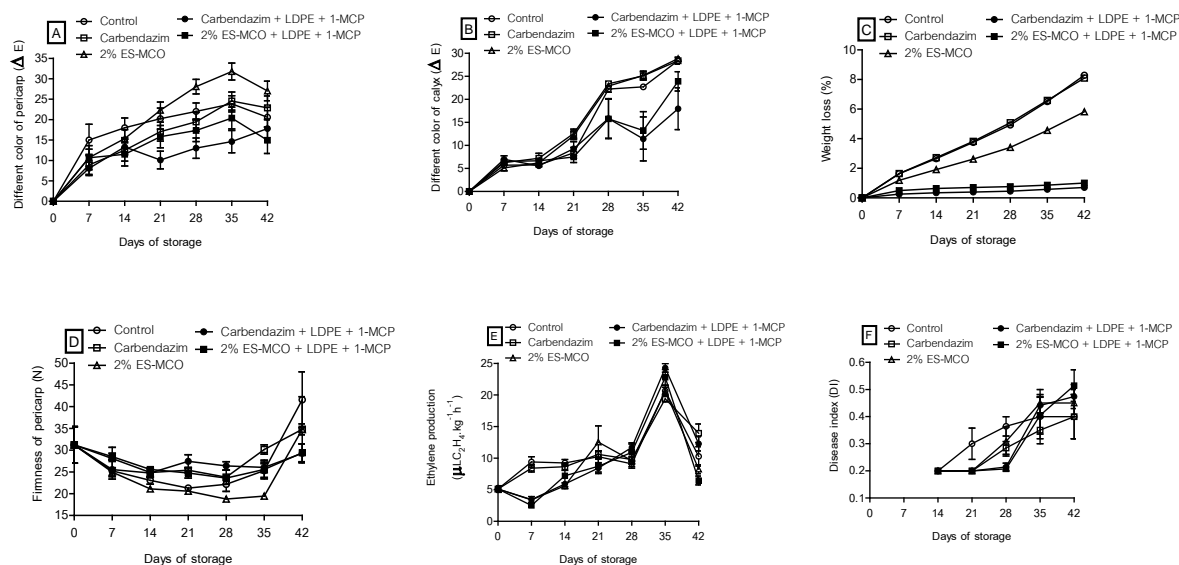 A
Control
Carbendazim
2% ES-MCO
Carbendazim + LDPE + 1-MCP
2% ES-MCO + LDPE + 1-MCP
Different color of pericarp (Δ E)
35
30
25
20
15
10
5
0
0 7 14 21 28 35 42
Days of storage
B
Control
Carbendazim
2% ES-MCO
Carbendazim + LDPE + 1-MCP
2% ES-MCO + LDPE + 1-MCP
Different color of calyx (Δ E)
30
25
20
15
10
5
0
0 7 14 21 28 35 42
Days of storage
C
Control
Carbendazim
2% ES-MCO
Carbendazim + LDPE + 1-MCP
2% ES-MCO + LDPE + 1-MCP
Weight loss (%)
10
8
6
4
2
0
0 7 14 21 28 35 42
Days of storage
D
Control
Carbendazim
2% ES-MCO
Carbendazim + LDPE + 1-MCP
2% ES-MCO + LDPE + 1-MCP
Firmness of pericarp (N)
50
45
40
35
30
25
20
15
0 7 14 21 28 35 42
Days of storage
E
Control
Carbendazim
2% ES-MCO
Carbendazim + LDPE + 1-MCP
2% ES-MCO + LDPE + 1-MCP
Ethylene production
(μLC₂H₄.kg⁻¹h⁻¹)
25
20
15
10
5
0
0 7 14 21 28 35 42
Days of storage
F
Control
Carbendazim
2% ES-MCO
Carbendazim + LDPE + 1-MCP
2% ES-MCO + LDPE + 1-MCP
Disease index (DI)
0.6
0.5
0.4
0.3
0.2
0.1
0 7 14 21 28 35 42
Days of storage